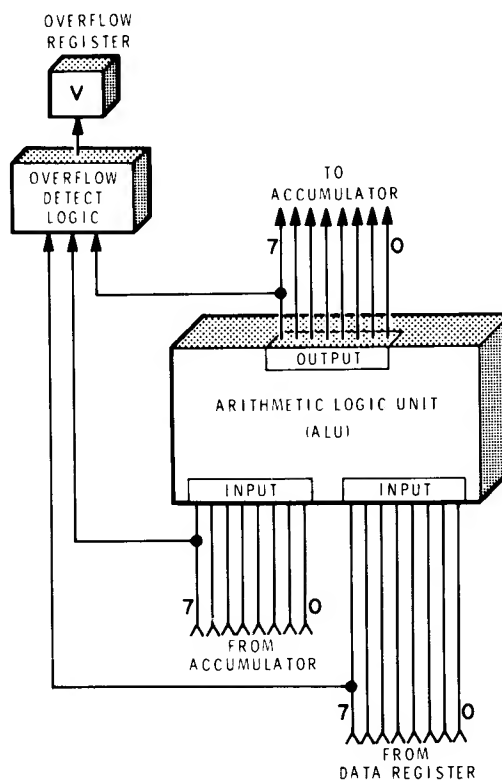 OVERFLOW
REGISTER
V
OVERFLOW
DETECT
LOGIC
TO
ACCUMULATOR
7 0
OUTPUT
ARITHMETIC LOGIC UNIT
(ALU)
INPUT INPUT
7 0
FROM
ACCUMULATOR
7 0
FROM
DATA REGISTER